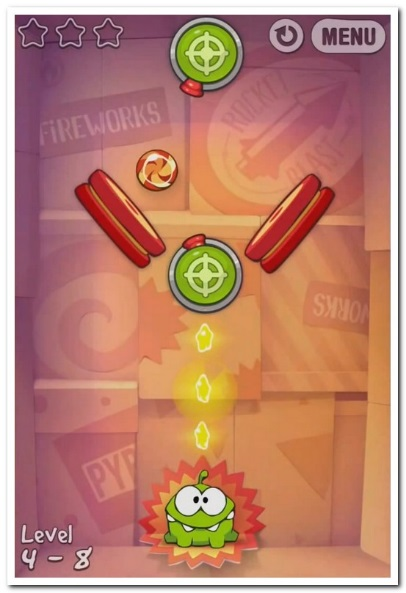 MENU
FiREWORKS
ROCKET
BLAST
WORKS
PYR
Level
4 - 8